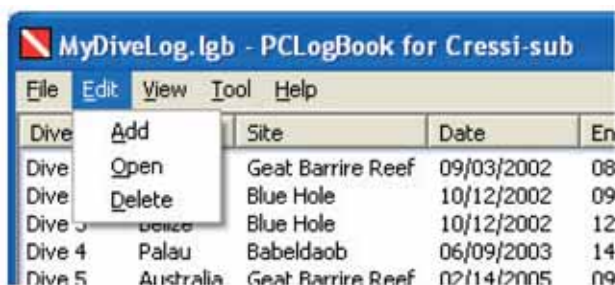 MyDiveLog.lgb - PCLogBook for Cressi-sub
File Edit View Tool Help
Dive Site Date En
Add
Open
Delete
Dive Geat Barrire Reef 09/03/2002 08
Dive Blue Hole 10/12/2002 09
Dive 3 Belize Blue Hole 10/12/2002 12
Dive 4 Palau Babeldaob 06/09/2003 14
Dive 5 Australia Geat Barrire Reef 02/14/2005 09